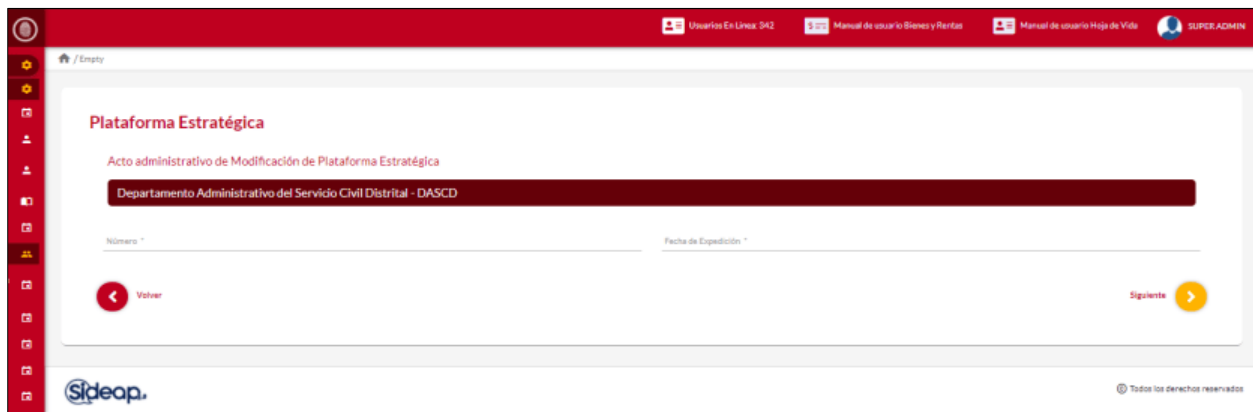 Usuarios En Linea: 342 Manual de usuario Bienes y Rentas Manual de usuario Hoja de Vida SUPER ADMIN
/ Empty
Plataforma Estratégica
Acto administrativo de Modificación de Plataforma Estratégica
Departamento Administrativo del Servicio Civil Distrital - DASCD
Número * Fecha de Expedición *
Volver Siguiente
Sideap. © Todos los derechos reservados